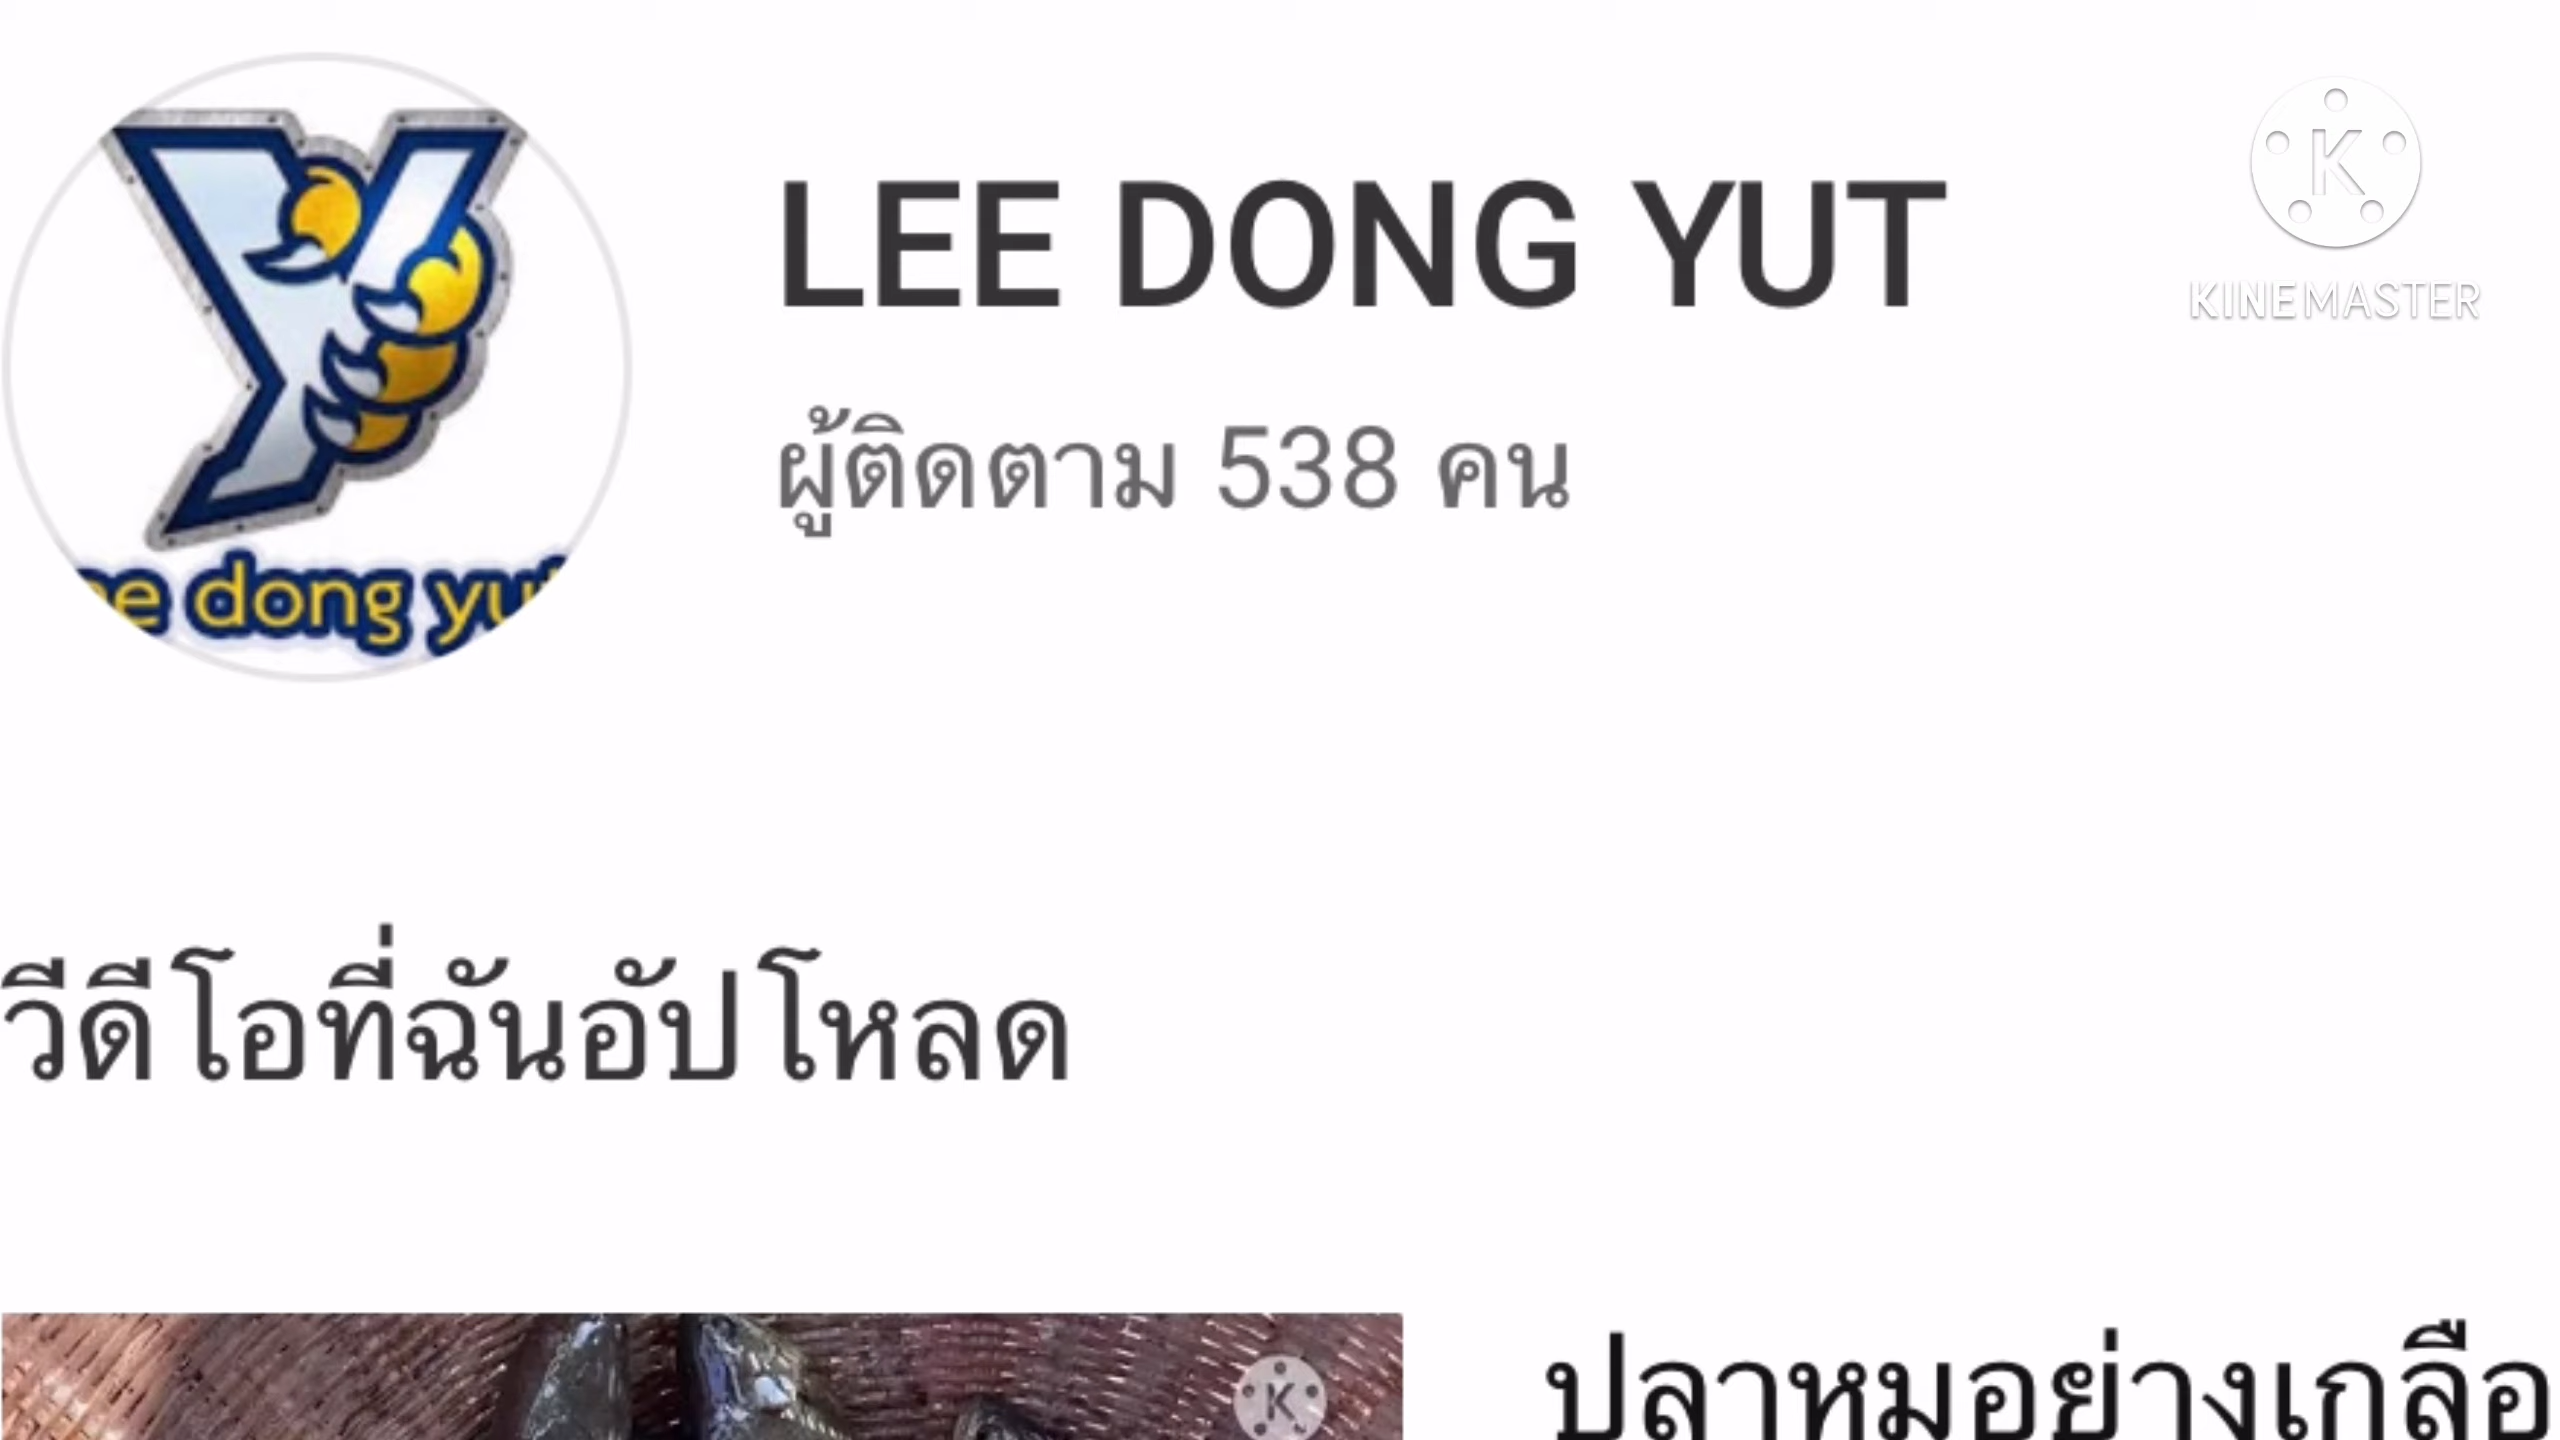 LEE DONG YUT
ผู้ติดตาม 538 คน
K
KINEMASTER
dong
วีดีโอที่ฉันอัปโหลด
K
ปลาหมอย่างเกลือ